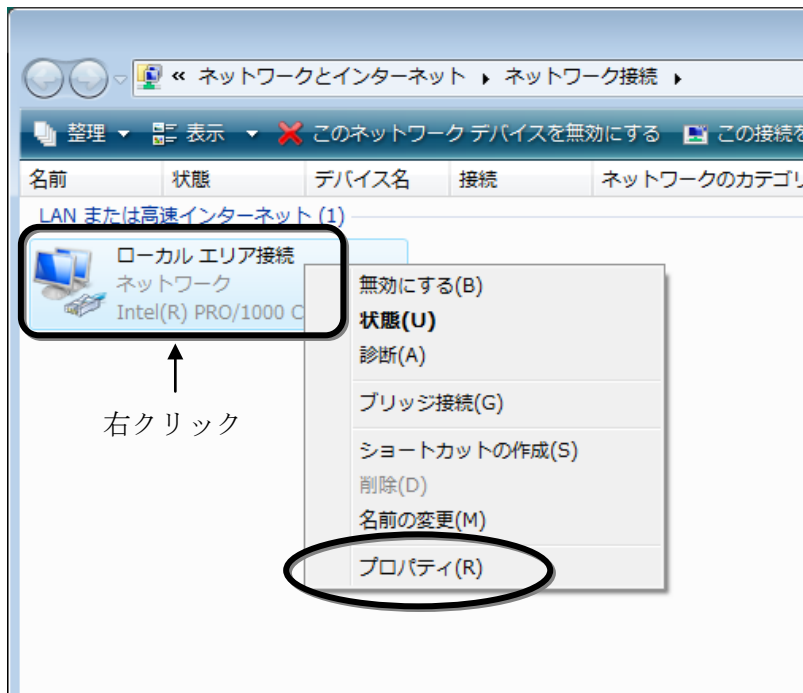 « ネットワークとインターネット ▸ ネットワーク接続 ▸
整理 ▼ 表示 ▼ このネットワーク デバイスを無効にする この接続を
名前 状態 デバイス名 接続 ネットワークのカテゴリ
LAN または高速インターネット (1)
ローカル エリア接続
ネットワーク
Intel(R) PRO/1000 C
右クリック
無効にする(B)
状態(U)
診断(A)
ブリッジ接続(G)
ショートカットの作成(S)
削除(D)
名前の変更(M)
プロパティ(R)